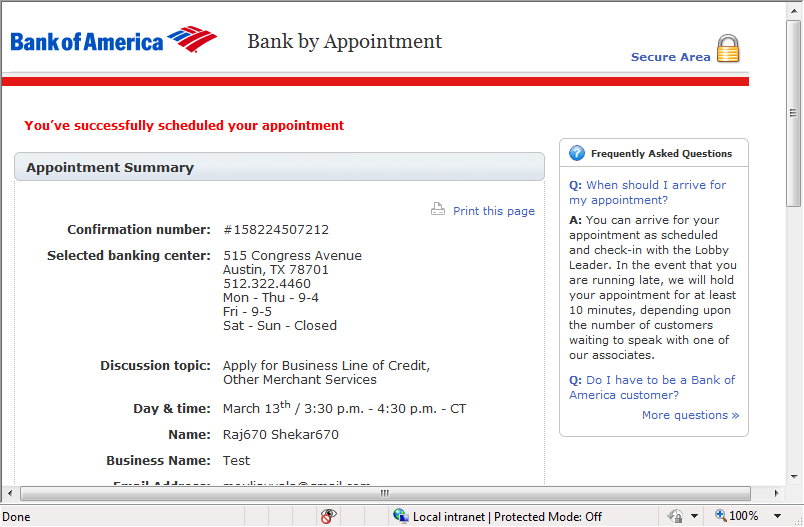 Bank of America
Bank by Appointment
Secure Area
You've successfully scheduled your appointment
Appointment Summary
Print this page
Confirmation number: #158224507212
Selected banking center: 515 Congress Avenue
Austin, TX 78701
512.322.4460
Mon - Thu - 9-4
Fri - 9-5
Sat - Sun - Closed
Discussion topic: Apply for Business Line of Credit,
Other Merchant Services
Day & time: March 13th / 3:30 p.m. - 4:30 p.m. - CT
Name: Raj670 Shekar670
Business Name: Test
Email Address:
? Frequently Asked Questions
Q: When should I arrive for
my appointment?
A: You can arrive for your
appointment as scheduled
and check-in with the Lobby
Leader. In the event that you
are running late, we will hold
your appointment for at least
10 minutes, depending upon
the number of customers
waiting to speak with one of
our associates.
Q: Do I have to be a Bank of
America customer?
More questions »
Done
Local intranet | Protected Mode: Off
100%